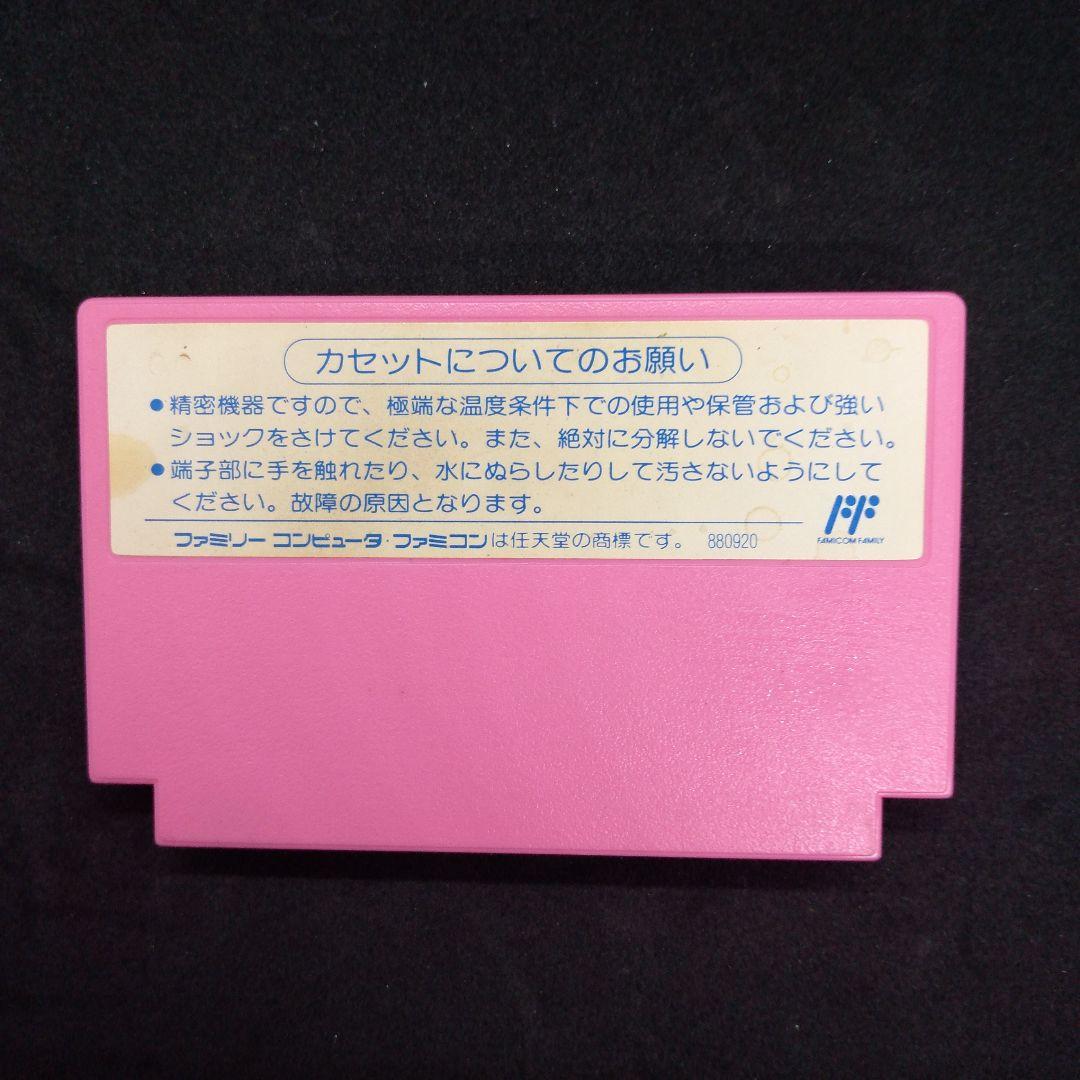 カセットについてのお願い
●精密機器ですので、極端な温度条件下での使用や保管および強い
ショックをさけてください。また、絶対に分解しないでください。
●端子部に手を触れたり、水にぬらしたりして汚さないようにして
ください。故障の原因となります。
ファミリー コンピュータ・ファミコンは任天堂の商標です。 880920
FAMICOM FAMILY